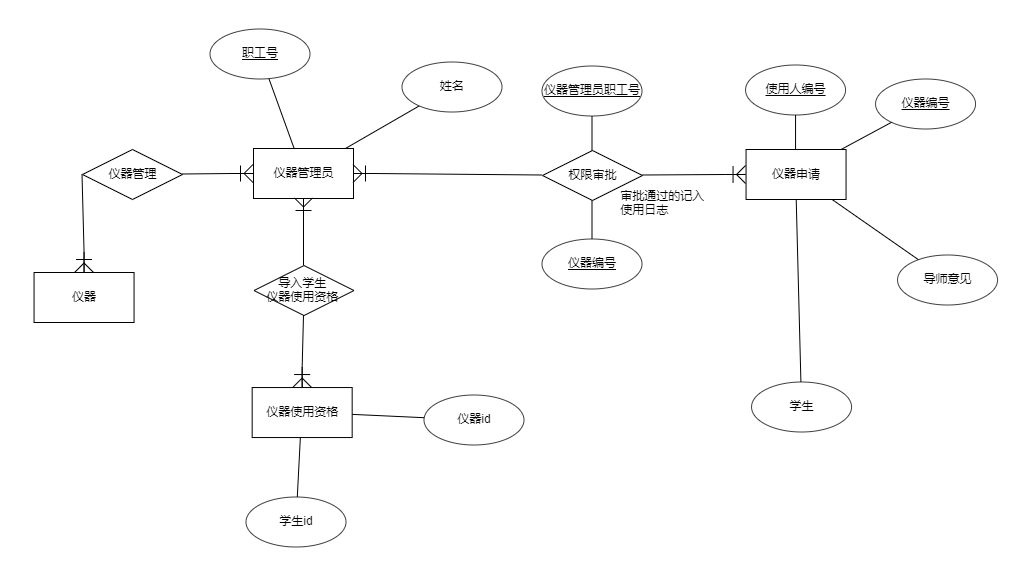 职工号
姓名
仪器管理员职工号
使用人编号
仪器编号
仪器管理
仪器管理员
权限审批
仪器申请
审批通过的记入
使用日志
仪器编号
导师意见
导入学生
仪器使用资格
仪器
仪器使用资格
仪器id
学生
学生id